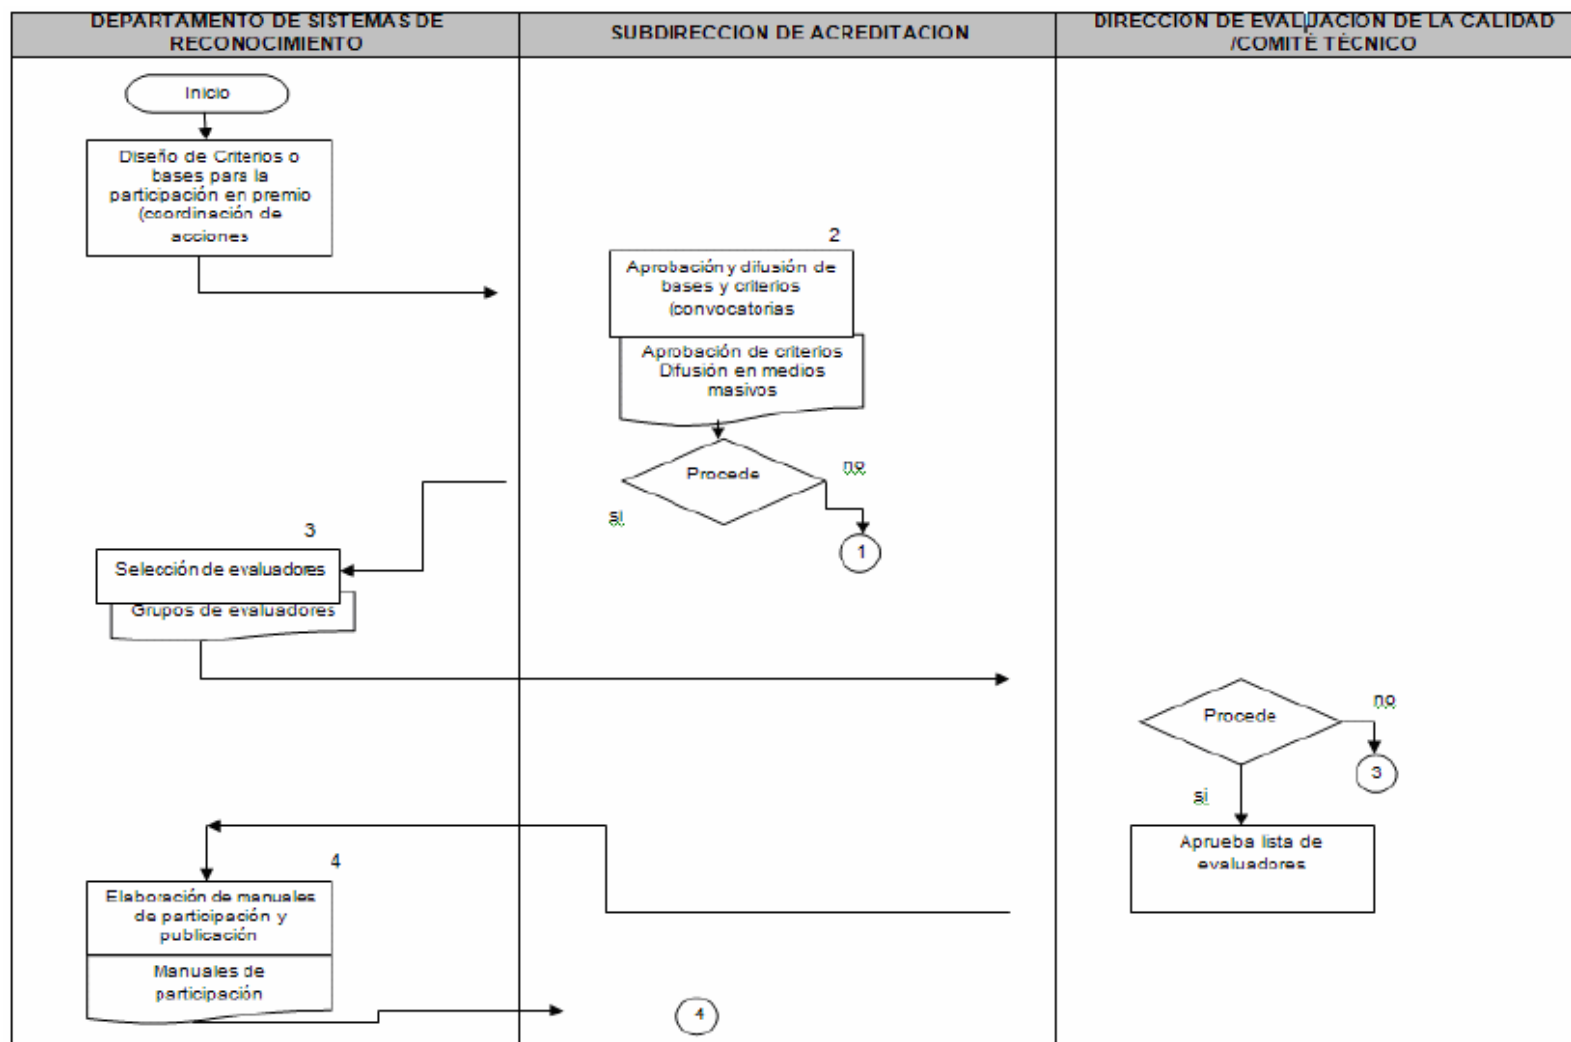 DEPARTAMENTO DE SISTEMAS DE
RECONOCIMIENTO
SUBDIRECCION DE ACREDITACION
DIRECCION DE EVALUACION DE LA CALIDAD
/COMITÉ TÉCNICO
Inicio
Diseño de Criterios o
bases para la
participación en premio
(coordinación de
acciones
2
Aprobación y difusión de
bases y criterios
(convocatorias
Aprobación de criterios
Difusión en medios
masivos
Procede
no
si
1
3
Selección de evaluadores
Grupos de evaluadores
Procede
no
3
si
Aprueba lista de
evaluadores
4
Elaboración de manuales
de participación y
publicación
Manuales de
participación
4